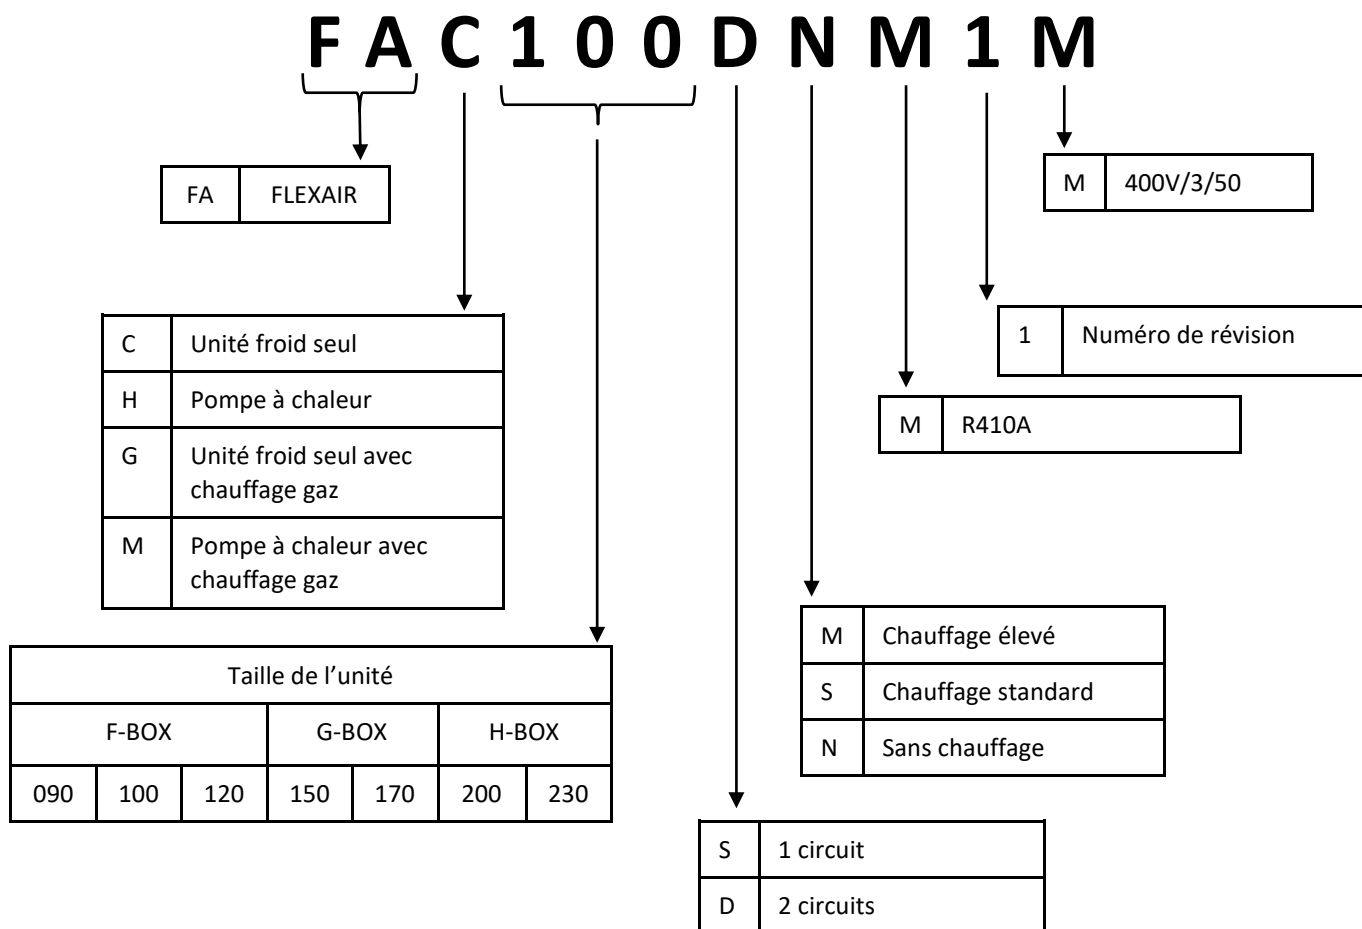 F A C 1 0 0 D N M 1 M
FA FLEXAIR
M 400V/3/50
C Unité froid seul
H Pompe à chaleur
G Unité froid seul avec
chauffage gaz
M Pompe à chaleur avec
chauffage gaz
1 Numéro de révision
M R410A
Taille de l’unité
F-BOX G-BOX H-BOX
090 100 120 150 170 200 230
M Chauffage élevé
S Chauffage standard
N Sans chauffage
S 1 circuit
D 2 circuits